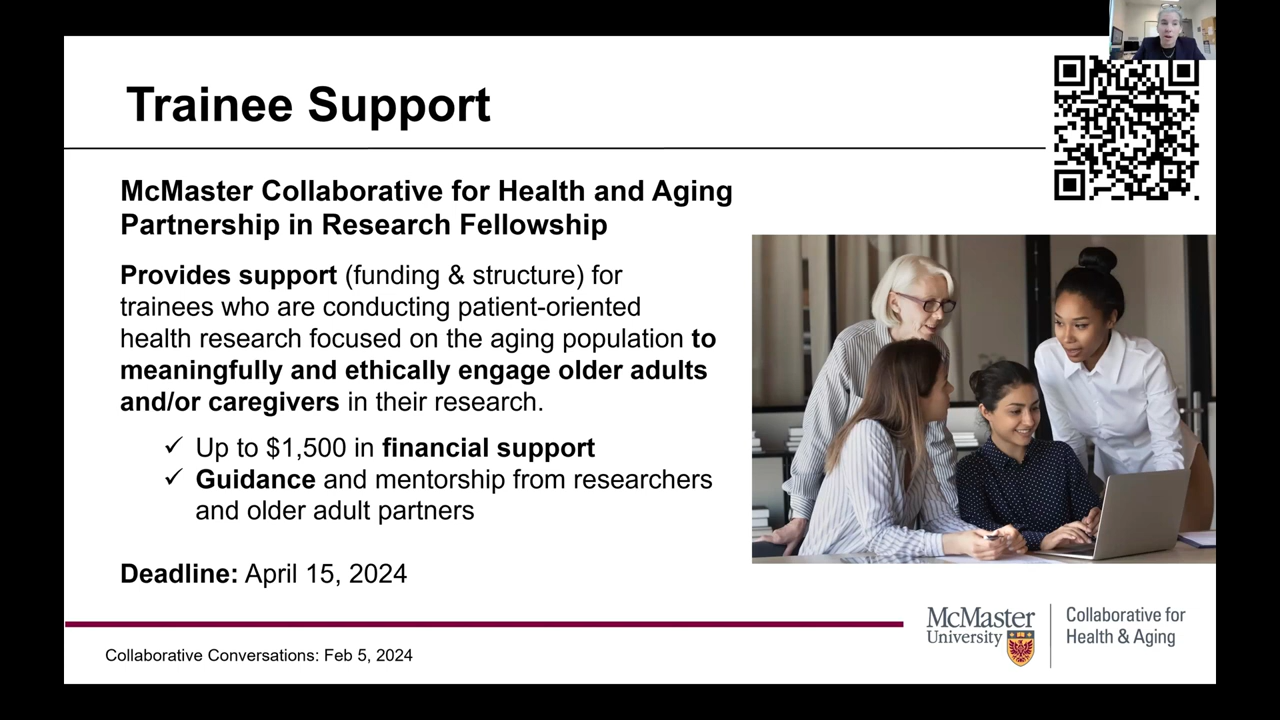 Trainee Support
McMaster Collaborative for Health and Aging
Partnership in Research Fellowship
Provides support (funding & structure) for
trainees who are conducting patient-oriented
health research focused on the aging population to
meaningfully and ethically engage older adults
and/or caregivers in their research.
✓ Up to $1,500 in financial support
✓ Guidance and mentorship from researchers
and older adult partners
Deadline: April 15, 2024
McMaster
University
Collaborative for
Health & Aging
Collaborative Conversations: Feb 5, 2024